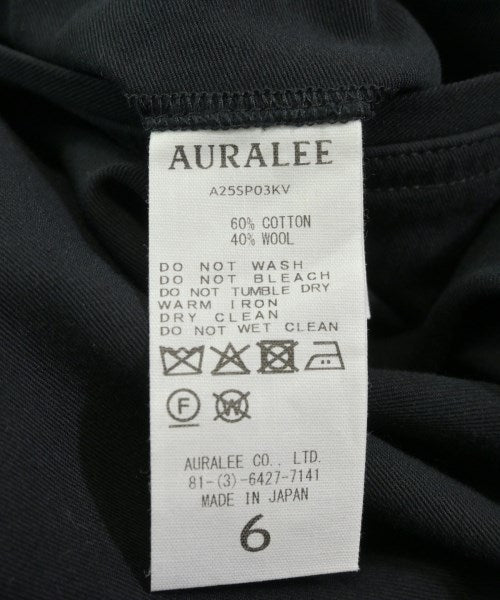 AURALEE
A25SP03KV
60% COTTON
40% WOOL
DO NOT WASH
DO NOT BLEACH
DO NOT TUMBLE DRY
WARM IRON
DRY CLEAN
DO NOT WET CLEAN
F W
AURALEE CO., LTD.
81-(3)-6427-7141
MADE IN JAPAN
6